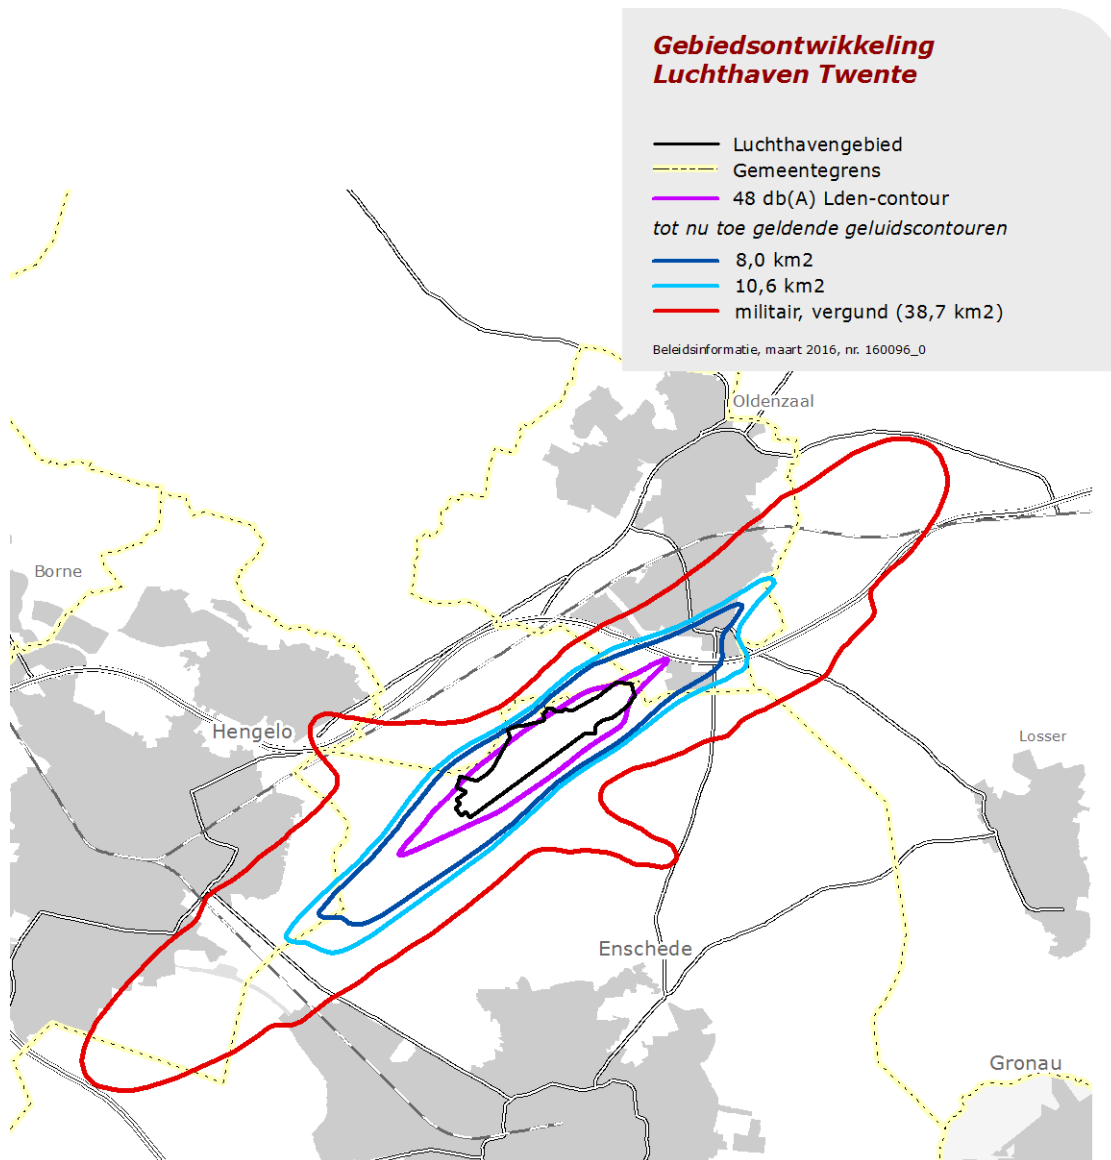 Gebiedsontwikkeling
Luchthaven Twente
Luchthavengebied
Gemeentegrens
48 db(A) Lden-contour
tot nu toe geldende geluidscontouren
8,0 km2
10,6 km2
militair, vergund (38,7 km2)
Beleidsinformatie, maart 2016, nr. 160096_0
Oldenzaal
Borne
Hengelo
Losser
Enschede
Gronau